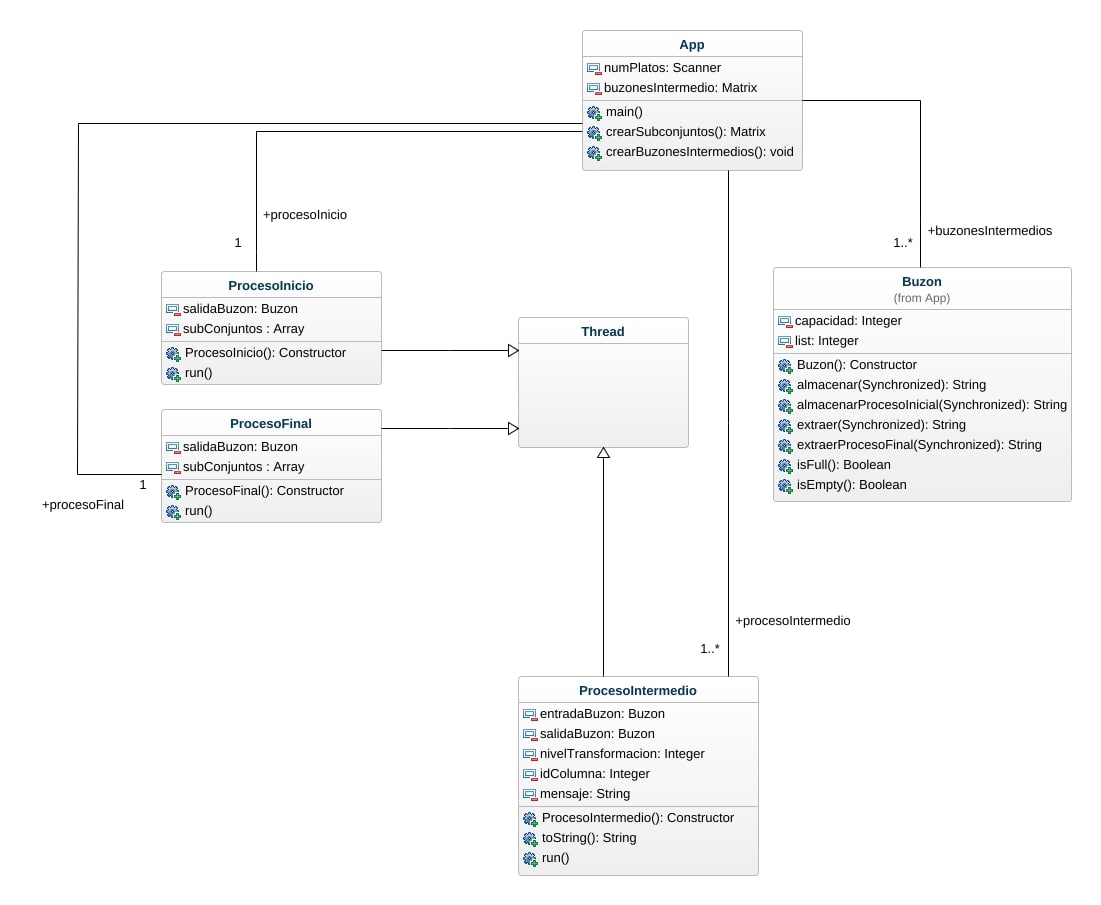 App
numPlatos: Scanner
buzonesIntermedio: Matrix
main()
crearSubconjuntos(): Matrix
crearBuzonesIntermedios(): void
+procesoInicio
1
+buzonesIntermedios
1..*
ProcesoInicio
salidaBuzon: Buzon
subConjuntos : Array
ProcesoInicio(): Constructor
run()
Thread
Buzon
(from App)
capacidad: Integer
list: Integer
Buzon(): Constructor
almacenar(Synchronized): String
almacenarProcesoInicial(Synchronized): String
extraer(Synchronized): String
extraerProcesoFinal(Synchronized): String
isFull(): Boolean
isEmpty(): Boolean
ProcesoFinal
salidaBuzon: Buzon
subConjuntos : Array
ProcesoFinal(): Constructor
run()
1
+procesoFinal
+procesoIntermedio
1..*
ProcesoIntermedio
entradaBuzon: Buzon
salidaBuzon: Buzon
nivelTransformacion: Integer
idColumna: Integer
mensaje: String
ProcesoIntermedio(): Constructor
toString(): String
run()